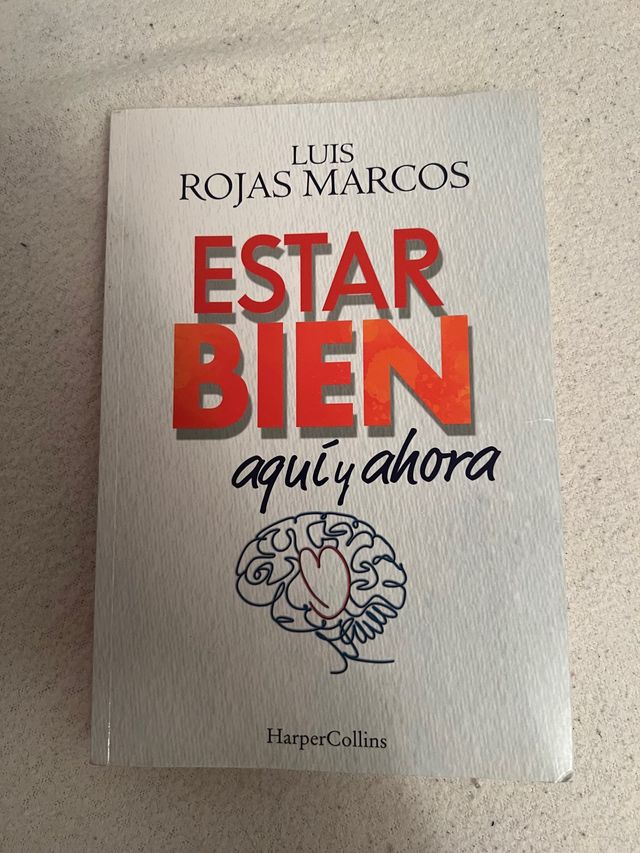 LUIS
ROJAS MARCOS
ESTAR
BIEN
aquí y ahora
HarperCollins